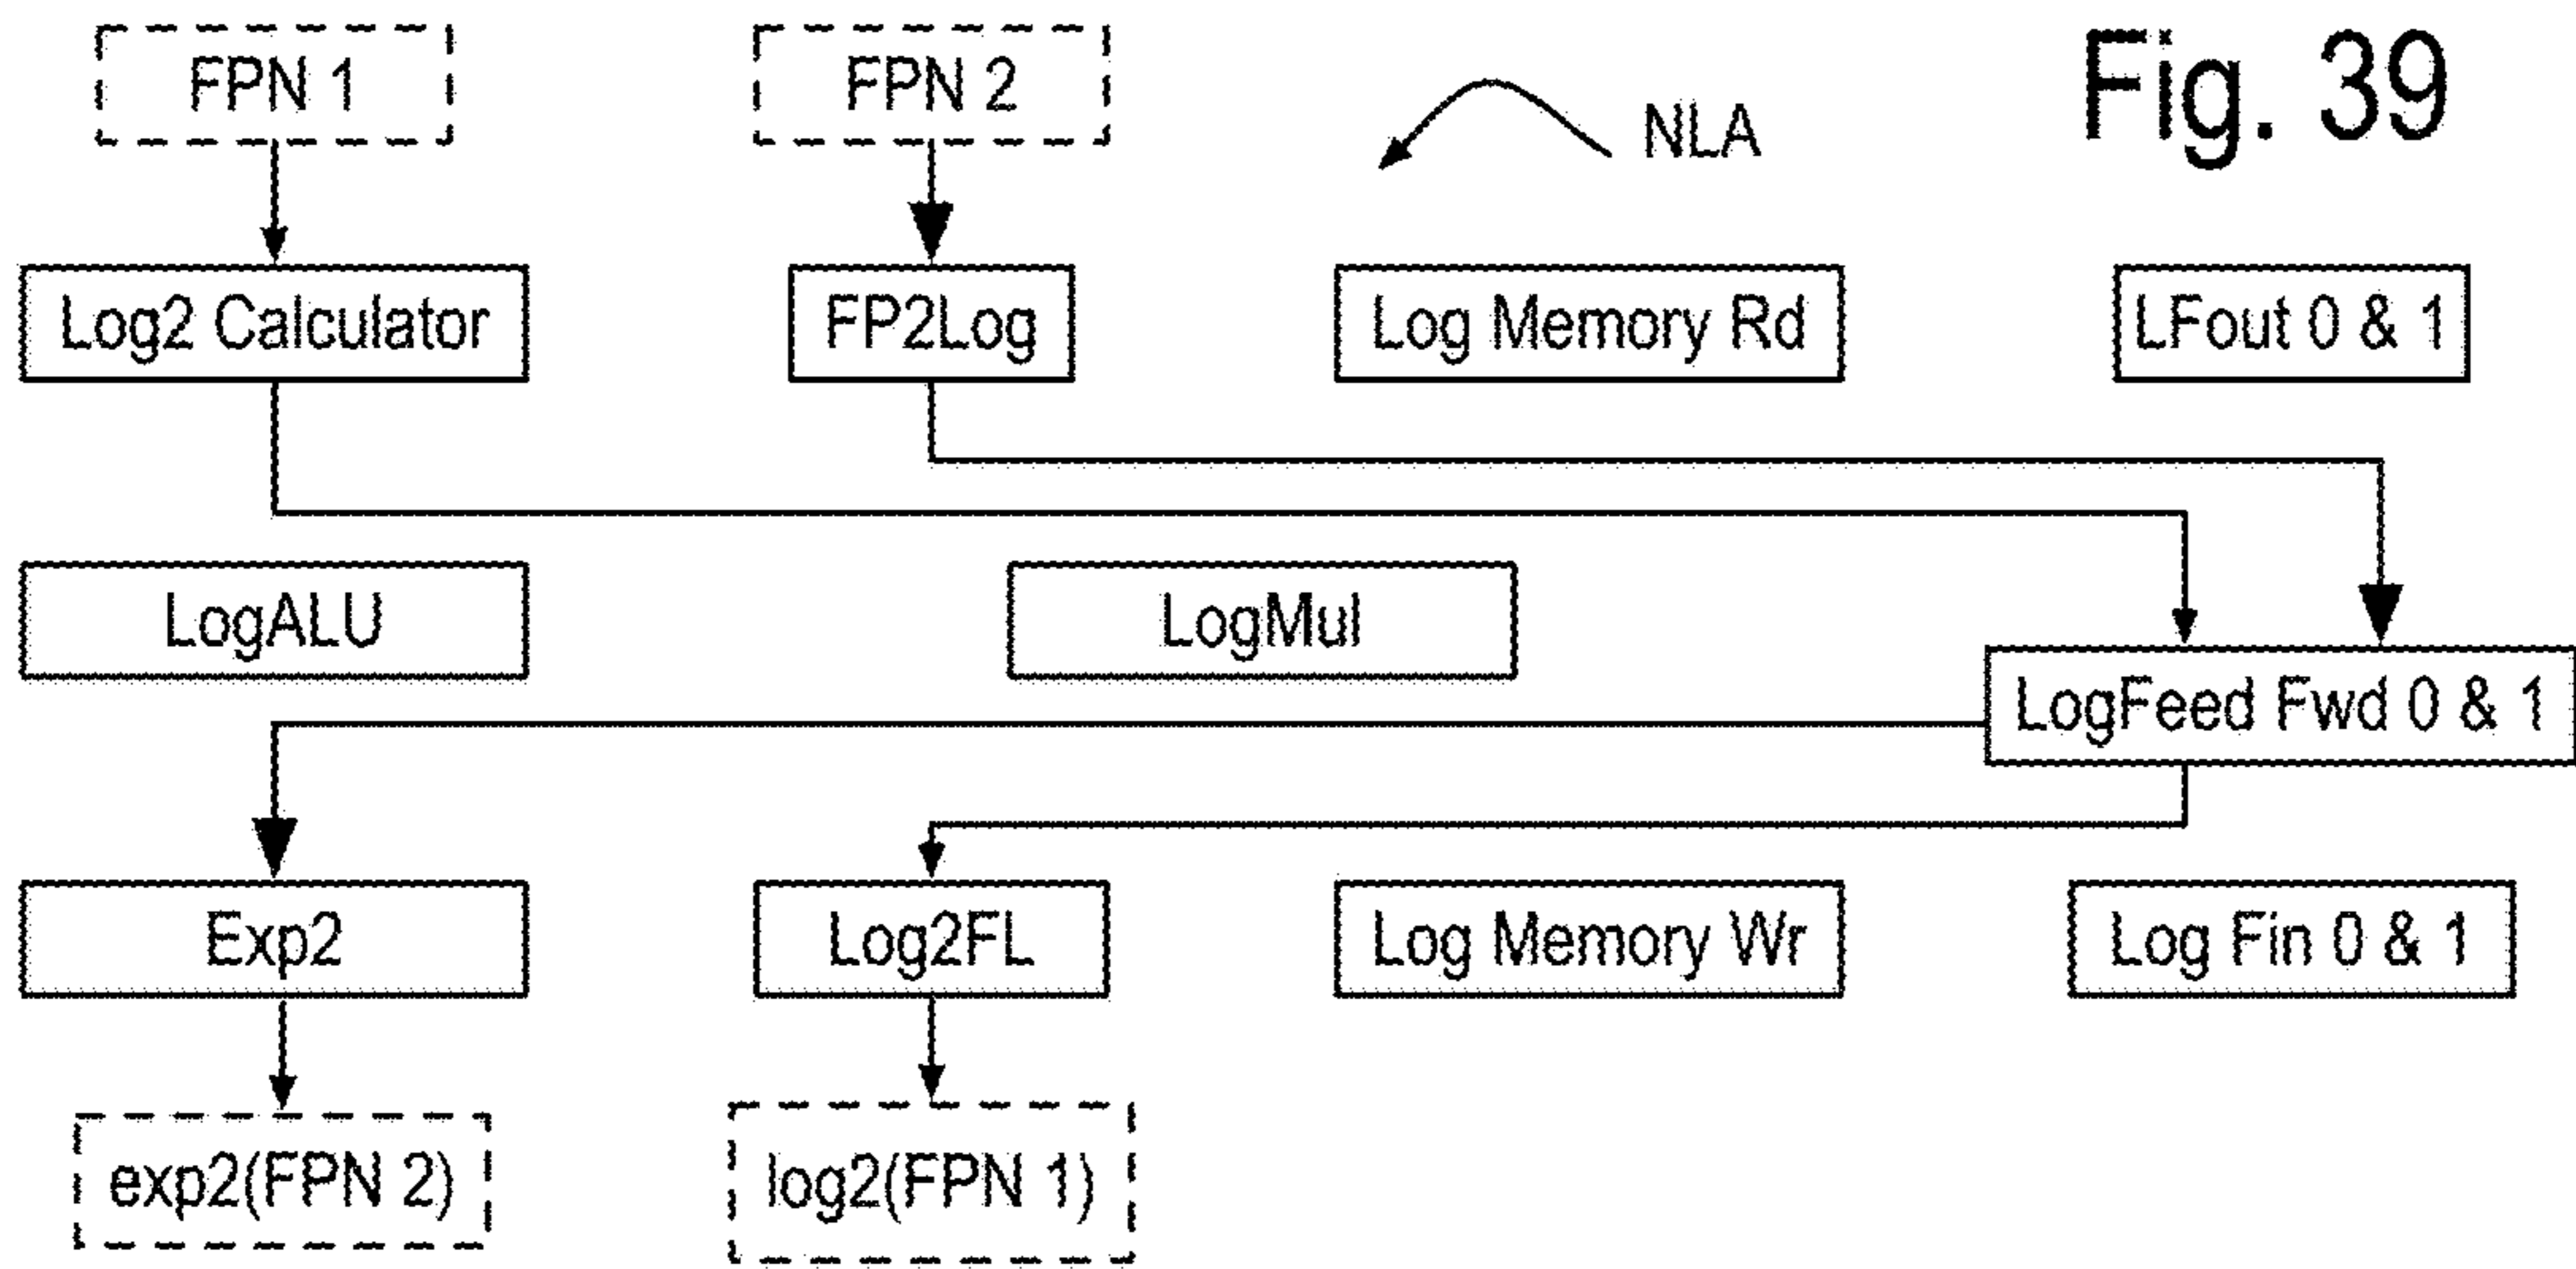 Fig. 39
FPN 1
FPN 2
NLA
Log2 Calculator
FP2Log
Log Memory Rd
LFout 0 & 1
LogALU
LogMul
LogFeed Fwd 0 & 1
Exp2
Log2FL
Log Memory Wr
Log Fin 0 & 1
exp2(FPN 2)
log2(FPN 1)